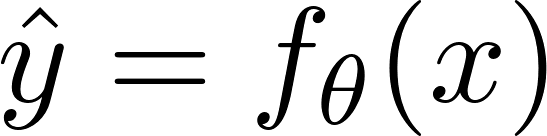 ŷ = f_θ(x)